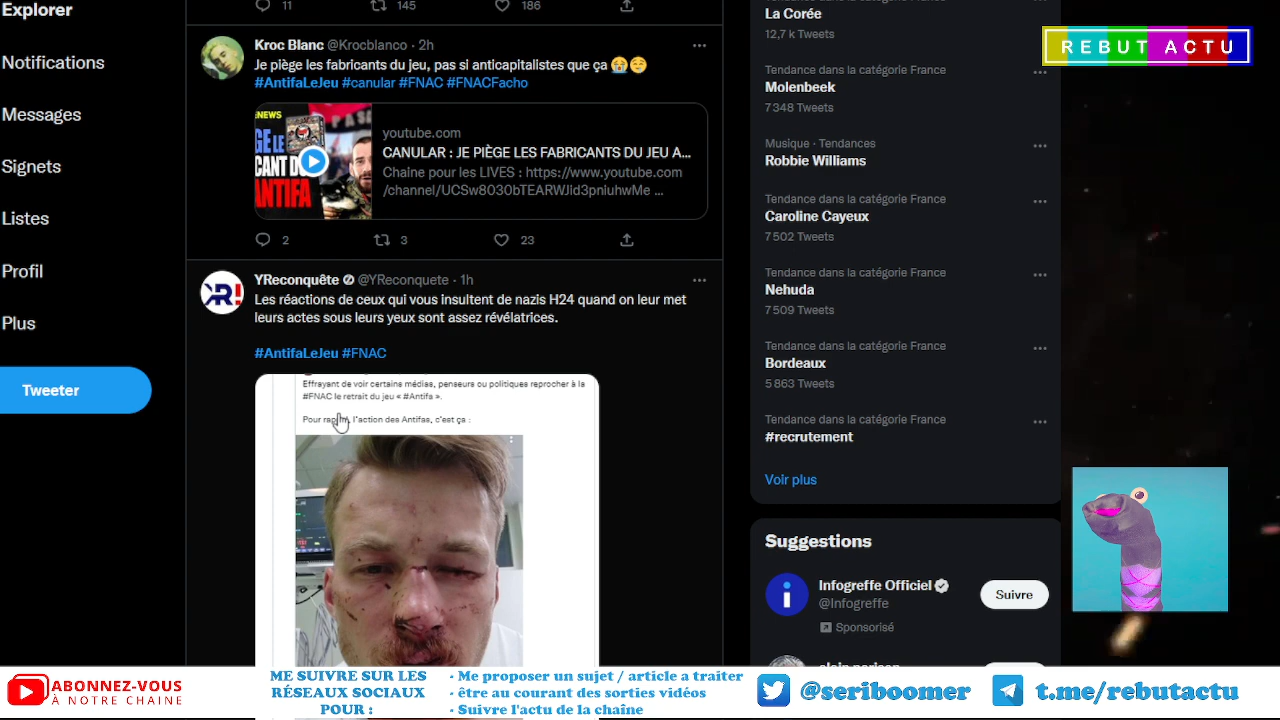 Explorer
Notifications
Messages
Signets
Listes
Profil
Plus
Tweeter
11 145 186
Kroc Blanc @Krocblanco · 2h
Je piège les fabricants du jeu, pas si anticapitalistes que ça 😭☺️
#AntifaLeJeu #canular #FNAC #FNACFacho
ENEWS
GE LE
CANT DU
ANTIFA
youtube.com
CANULAR : JE PIÈGE LES FABRICANTS DU JEU A...
Chaîne pour les LIVES : https://www.youtube.com
/channel/UCSw8030bTEARWJId3pniuhwMe ...
2 3 23
YReconquête @YReconquete · 1h
Les réactions de ceux qui vous insultent de nazis H24 quand on leur met
leurs actes sous leurs yeux sont assez révélatrices.
#AntifaLeJeu #FNAC
Effrayant de voir certains médias, penseurs ou politiques reprocher à la
#FNAC le retrait du jeu « #Antifa ».
Pour l'action des Antifas, c'est ça :
La Corée
12,7 k Tweets
Tendance dans la catégorie France
Molenbeek
7 348 Tweets
Musique · Tendances
Robbie Williams
Tendance dans la catégorie France
Caroline Cayeux
7 502 Tweets
Tendance dans la catégorie France
Nehuda
7 509 Tweets
Tendance dans la catégorie France
Bordeaux
5 863 Tweets
Tendance dans la catégorie France
#recrutement
Voir plus
Suggestions
Infogreffe Officiel
@Infogreffe
Suivre
Sponsorisé
REBUT ACTU
ABONNEZ-VOUS
À NOTRE CHAINE
ME SUIVRE SUR LES
RÉSEAUX SOCIAUX
POUR :
- Me proposer un sujet / article a traiter
- être au courant des sorties vidéos
- Suivre l'actu de la chaîne
@seriboomer
t.me/rebutactu